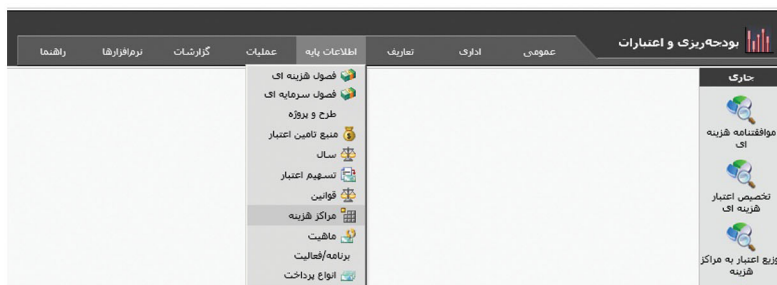 بودجه‌ریزی و اعتبارات
عمومی
اداری
تعاریف
اطلاعات پایه
عملیات
گزارشات
نرم‌افزارها
راهنما
جاری
موافقتنامه هزینه
ای
تخصیص اعتبار
هزینه ای
وزیع اعتبار به مراکز
هزینه
فصول هزینه ای
فصول سرمایه ای
طرح و پروژه
منبع تامین اعتبار
سال
تسهیم اعتبار
قوانین
مراکز هزینه
ماهیت
برنامه/فعالیت
انواع پرداخت